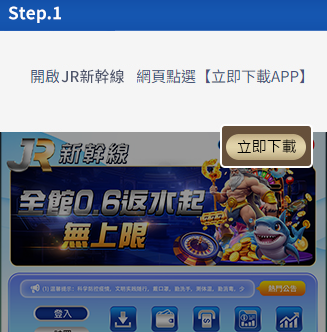 Step.1
開啟JR新幹線 網頁點選【立即下載APP】
立即下載
JR新幹線
全館0.6返水起
無上限
熱門公告
登入